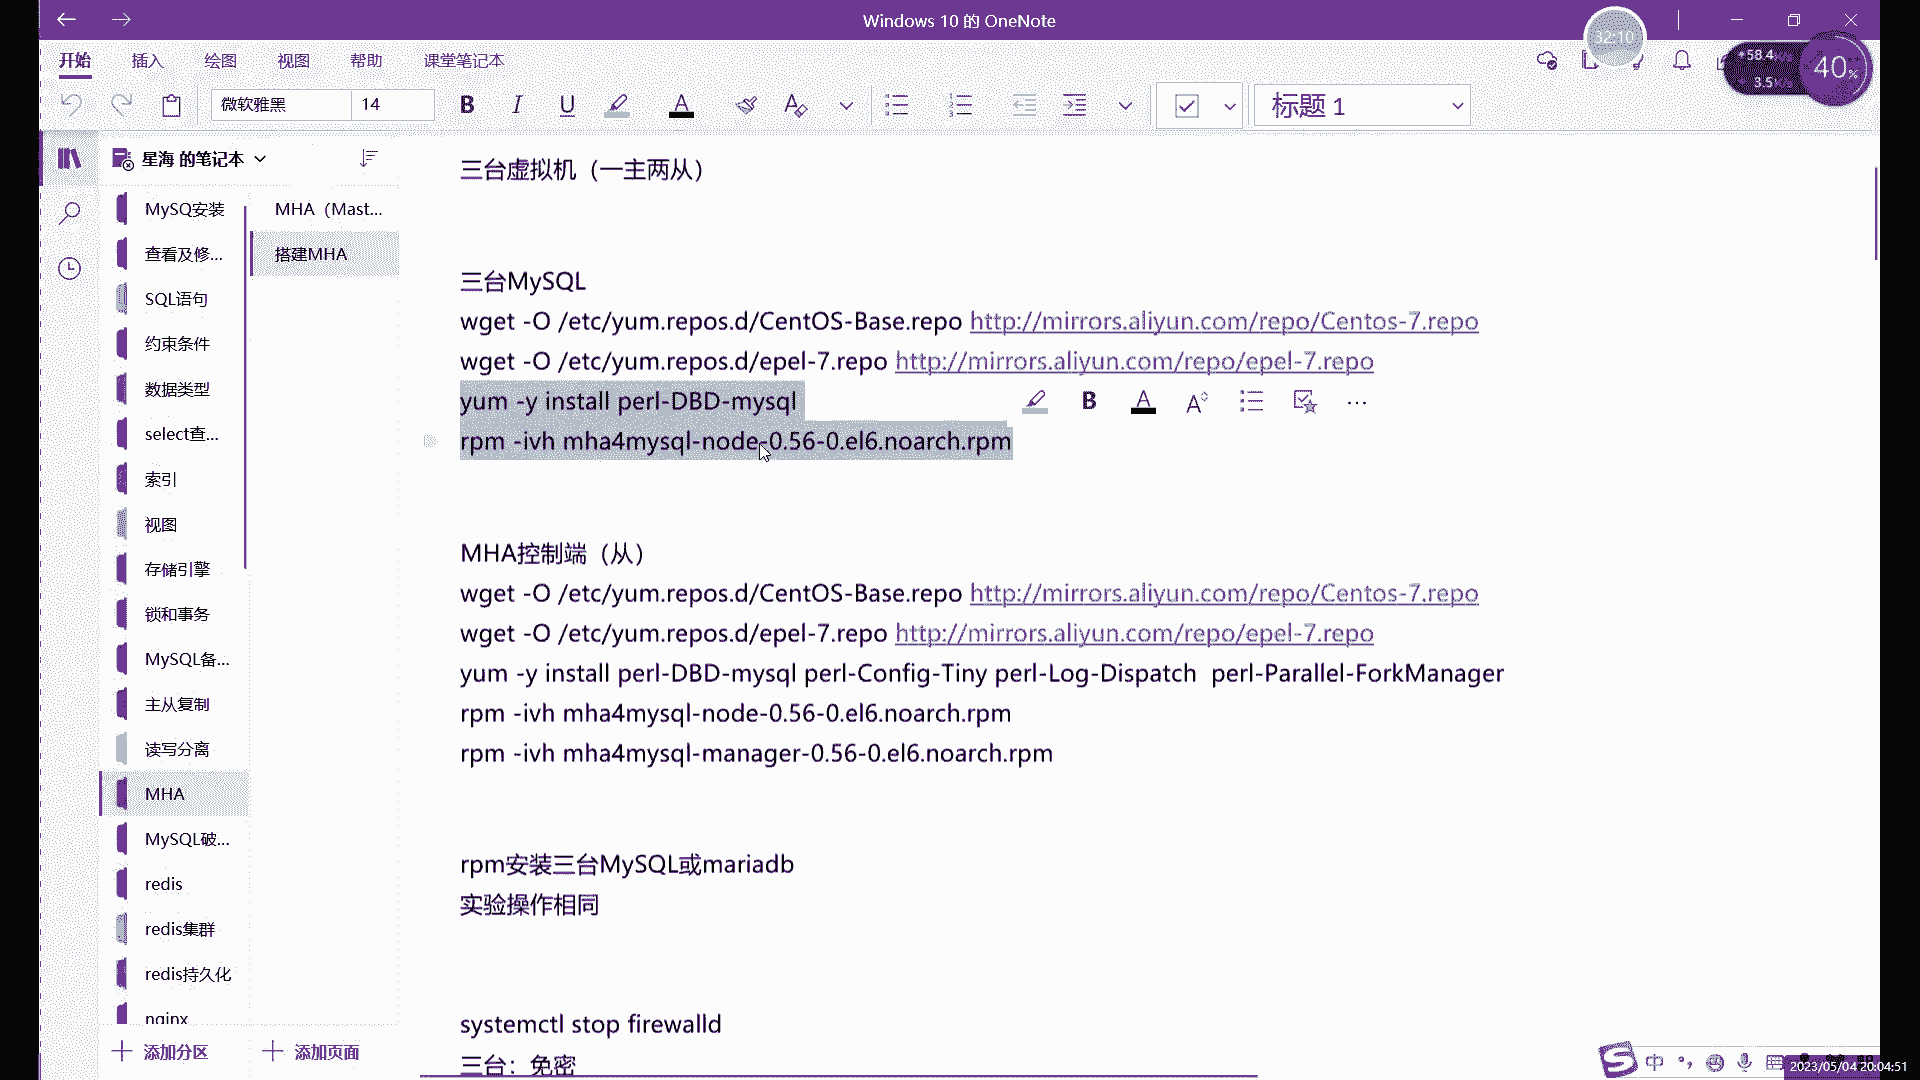 Windows 10 的 OneNote
32:10
开始 插入 绘图 视图 帮助 课堂笔记本
58.4
3.5
40%
微软雅黑 14 B I U A A 标题 1
星海 的笔记本
MySQ安装
查看及修...
SQL语句
约束条件
数据类型
select查...
索引
视图
存储引擎
锁和事务
MySQL备...
主从复制
读写分离
MHA
MySQL破...
redis
redis集群
redis持久化
nginx
添加分区
MHA（Mast...
搭建MHA
添加页面
三台虚拟机（一主两从）
三台MySQL
wget -O /etc/yum.repos.d/CentOS-Base.repo http://mirrors.aliyun.com/repo/Centos-7.repo
wget -O /etc/yum.repos.d/epel-7.repo http://mirrors.aliyun.com/repo/epel-7.repo
yum -y install perl-DBD-mysql
B A A ...
rpm -ivh mha4mysql-node-0.56-0.el6.noarch.rpm
MHA控制端（从）
wget -O /etc/yum.repos.d/CentOS-Base.repo http://mirrors.aliyun.com/repo/Centos-7.repo
wget -O /etc/yum.repos.d/epel-7.repo http://mirrors.aliyun.com/repo/epel-7.repo
yum -y install perl-DBD-mysql perl-Config-Tiny perl-Log-Dispatch  perl-Parallel-ForkManager
rpm -ivh mha4mysql-node-0.56-0.el6.noarch.rpm
rpm -ivh mha4mysql-manager-0.56-0.el6.noarch.rpm
rpm安装三台MySQL或mariadb
实验操作相同
systemctl stop firewalld
三台：免密
中
2023/05/04 20:04:51